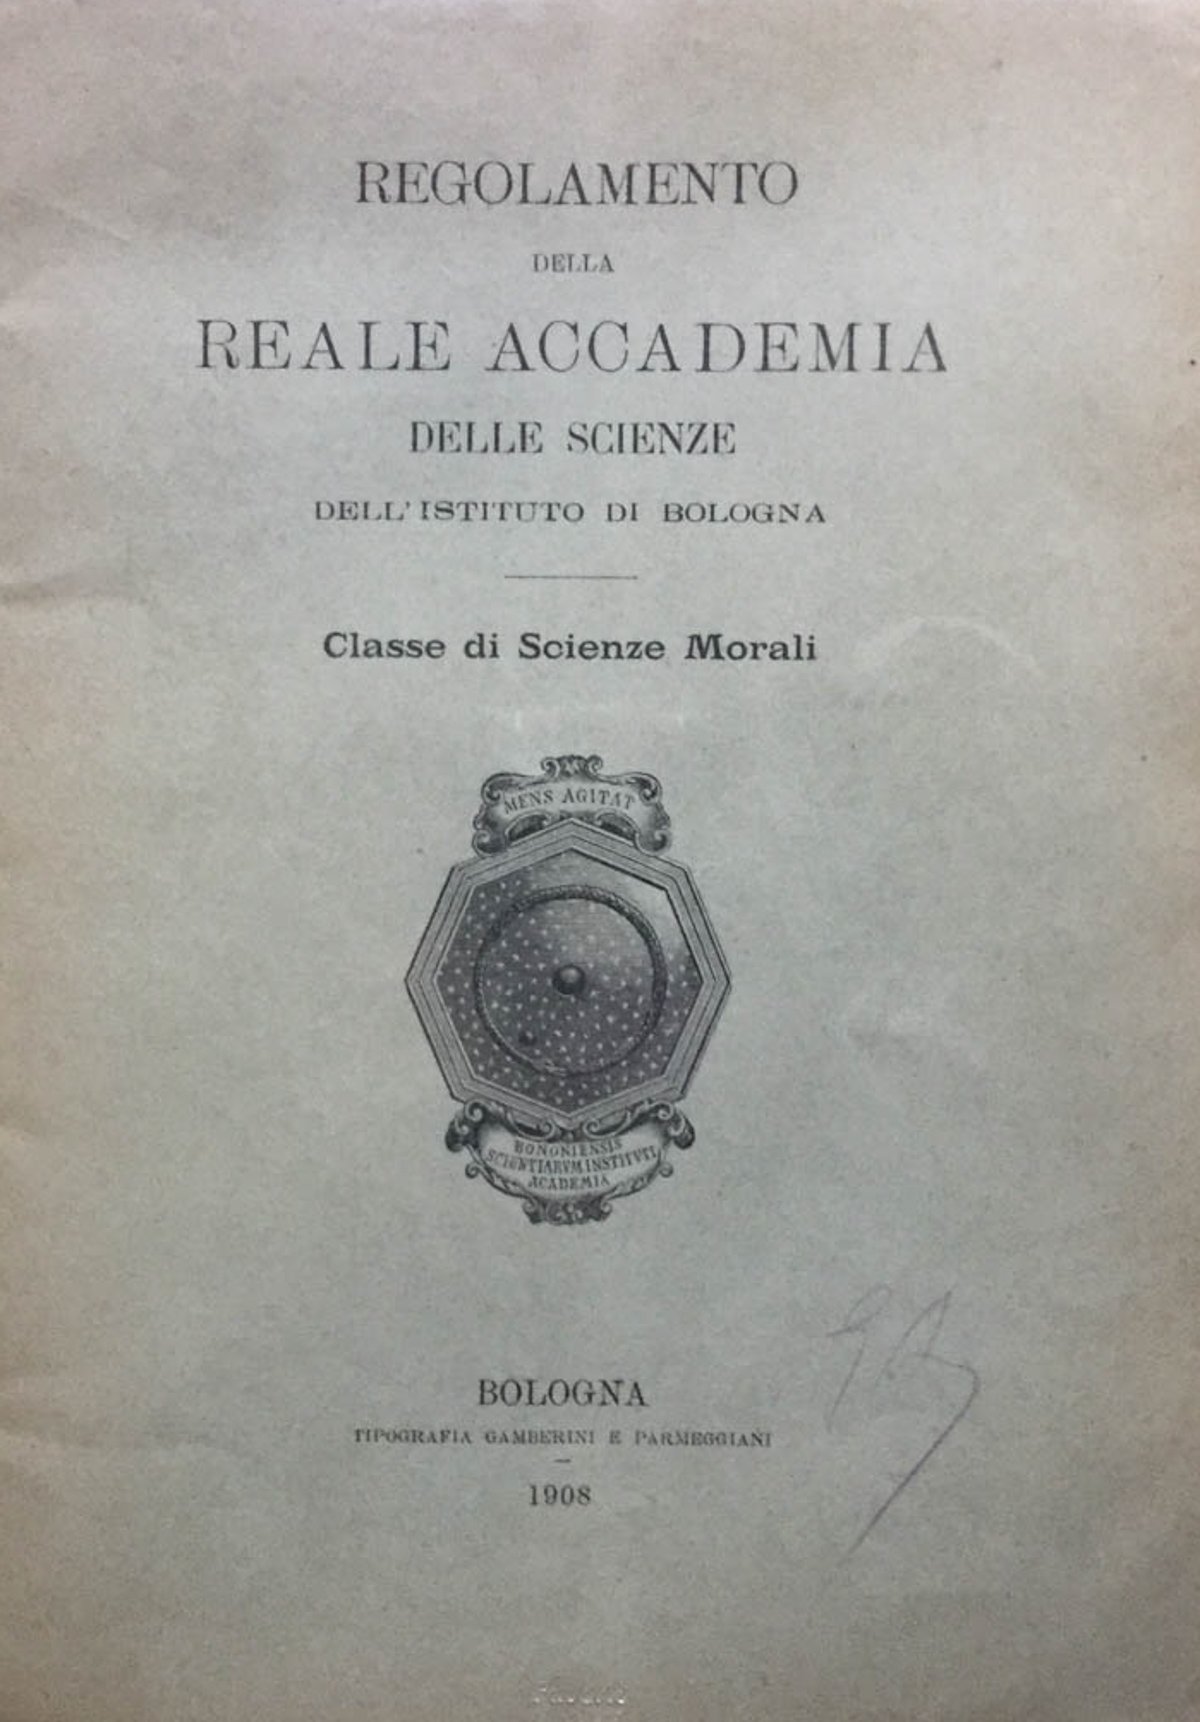 REGOLAMENTO
DELLA
REALE ACCADEMIA
DELLE SCIENZE
DELL' ISTITUTO DI BOLOGNA
Classe di Scienze Morali
MENS AGITAT
BONONIENSIS
SCIENTIARVM INSTITVTI
ACADEMIA
BOLOGNA
TIPOGRAFIA GAMBERINI E PARMEGGIANI
1908